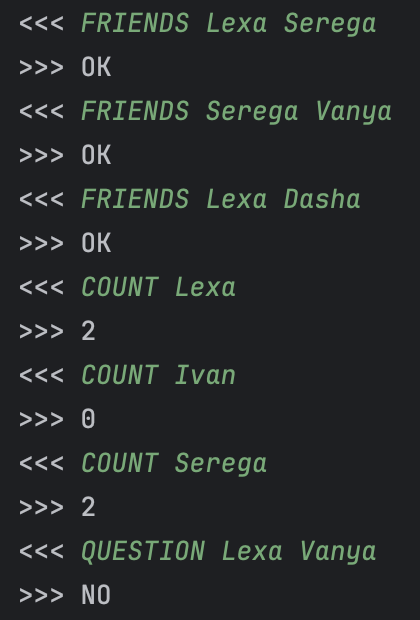 <<< FRIENDS Lexa Serega
>>> OK
<<< FRIENDS Serega Vanya
>>> OK
<<< FRIENDS Lexa Dasha
>>> OK
<<< COUNT Lexa
>>> 2
<<< COUNT Ivan
>>> 0
<<< COUNT Serega
>>> 2
<<< QUESTION Lexa Vanya
>>> NO